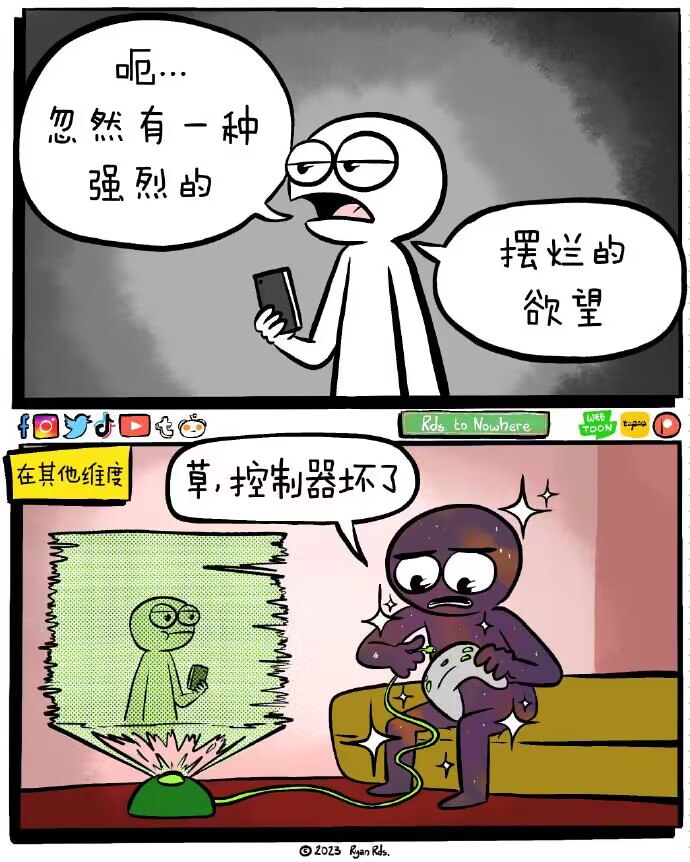 呃…
忽然有一种
强烈的
摆烂的
欲望
Rds. to Nowhere
WEB
TOON
tapas
在其他维度
草,控制器坏了
© 2023 Ryan Rds.